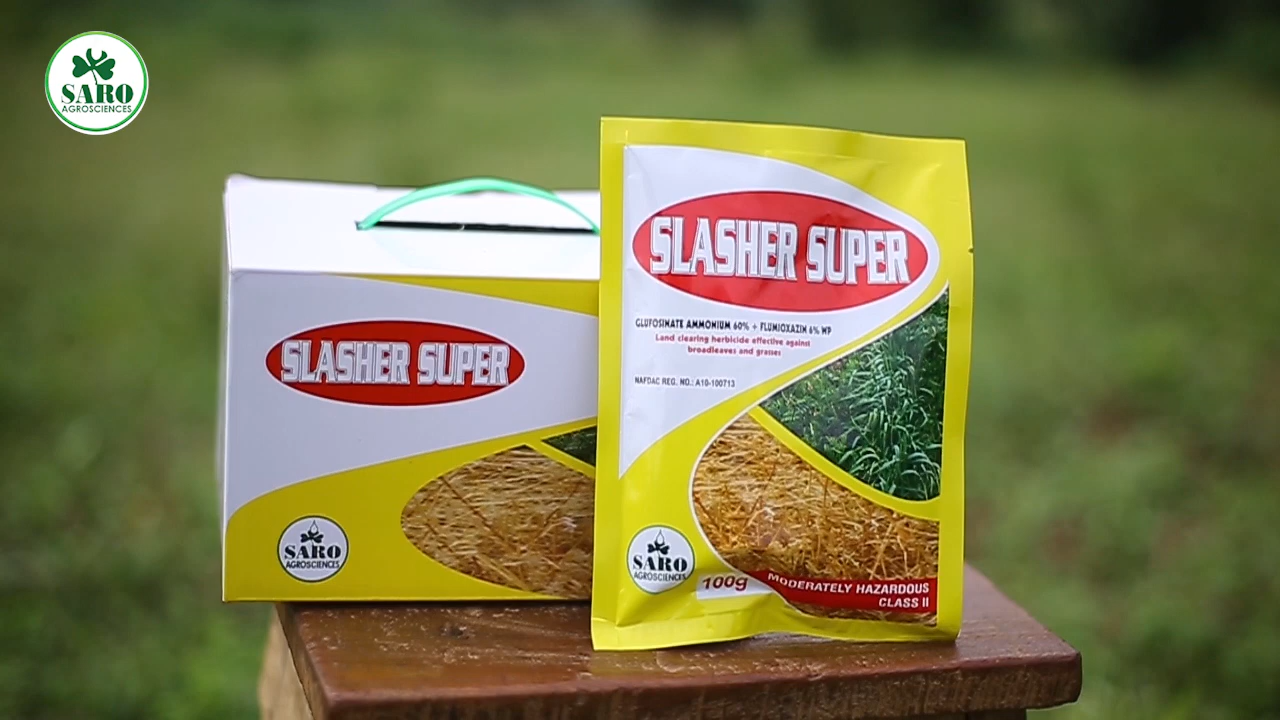 SARO
AGROSCIENCES
SLASHER SUPER
SARO
AGROSCIENCES
SLASHER SUPER
GLUFOSINATE AMMONIUM 60% + FLUMIOXAZIN 6% WP
Land clearing herbicide effective against
broadleaves and grasses
NAFDAC REG. NO.: A10-100713
SARO
AGROSCIENCES
100g
MODERATELY HAZARDOUS
CLASS II